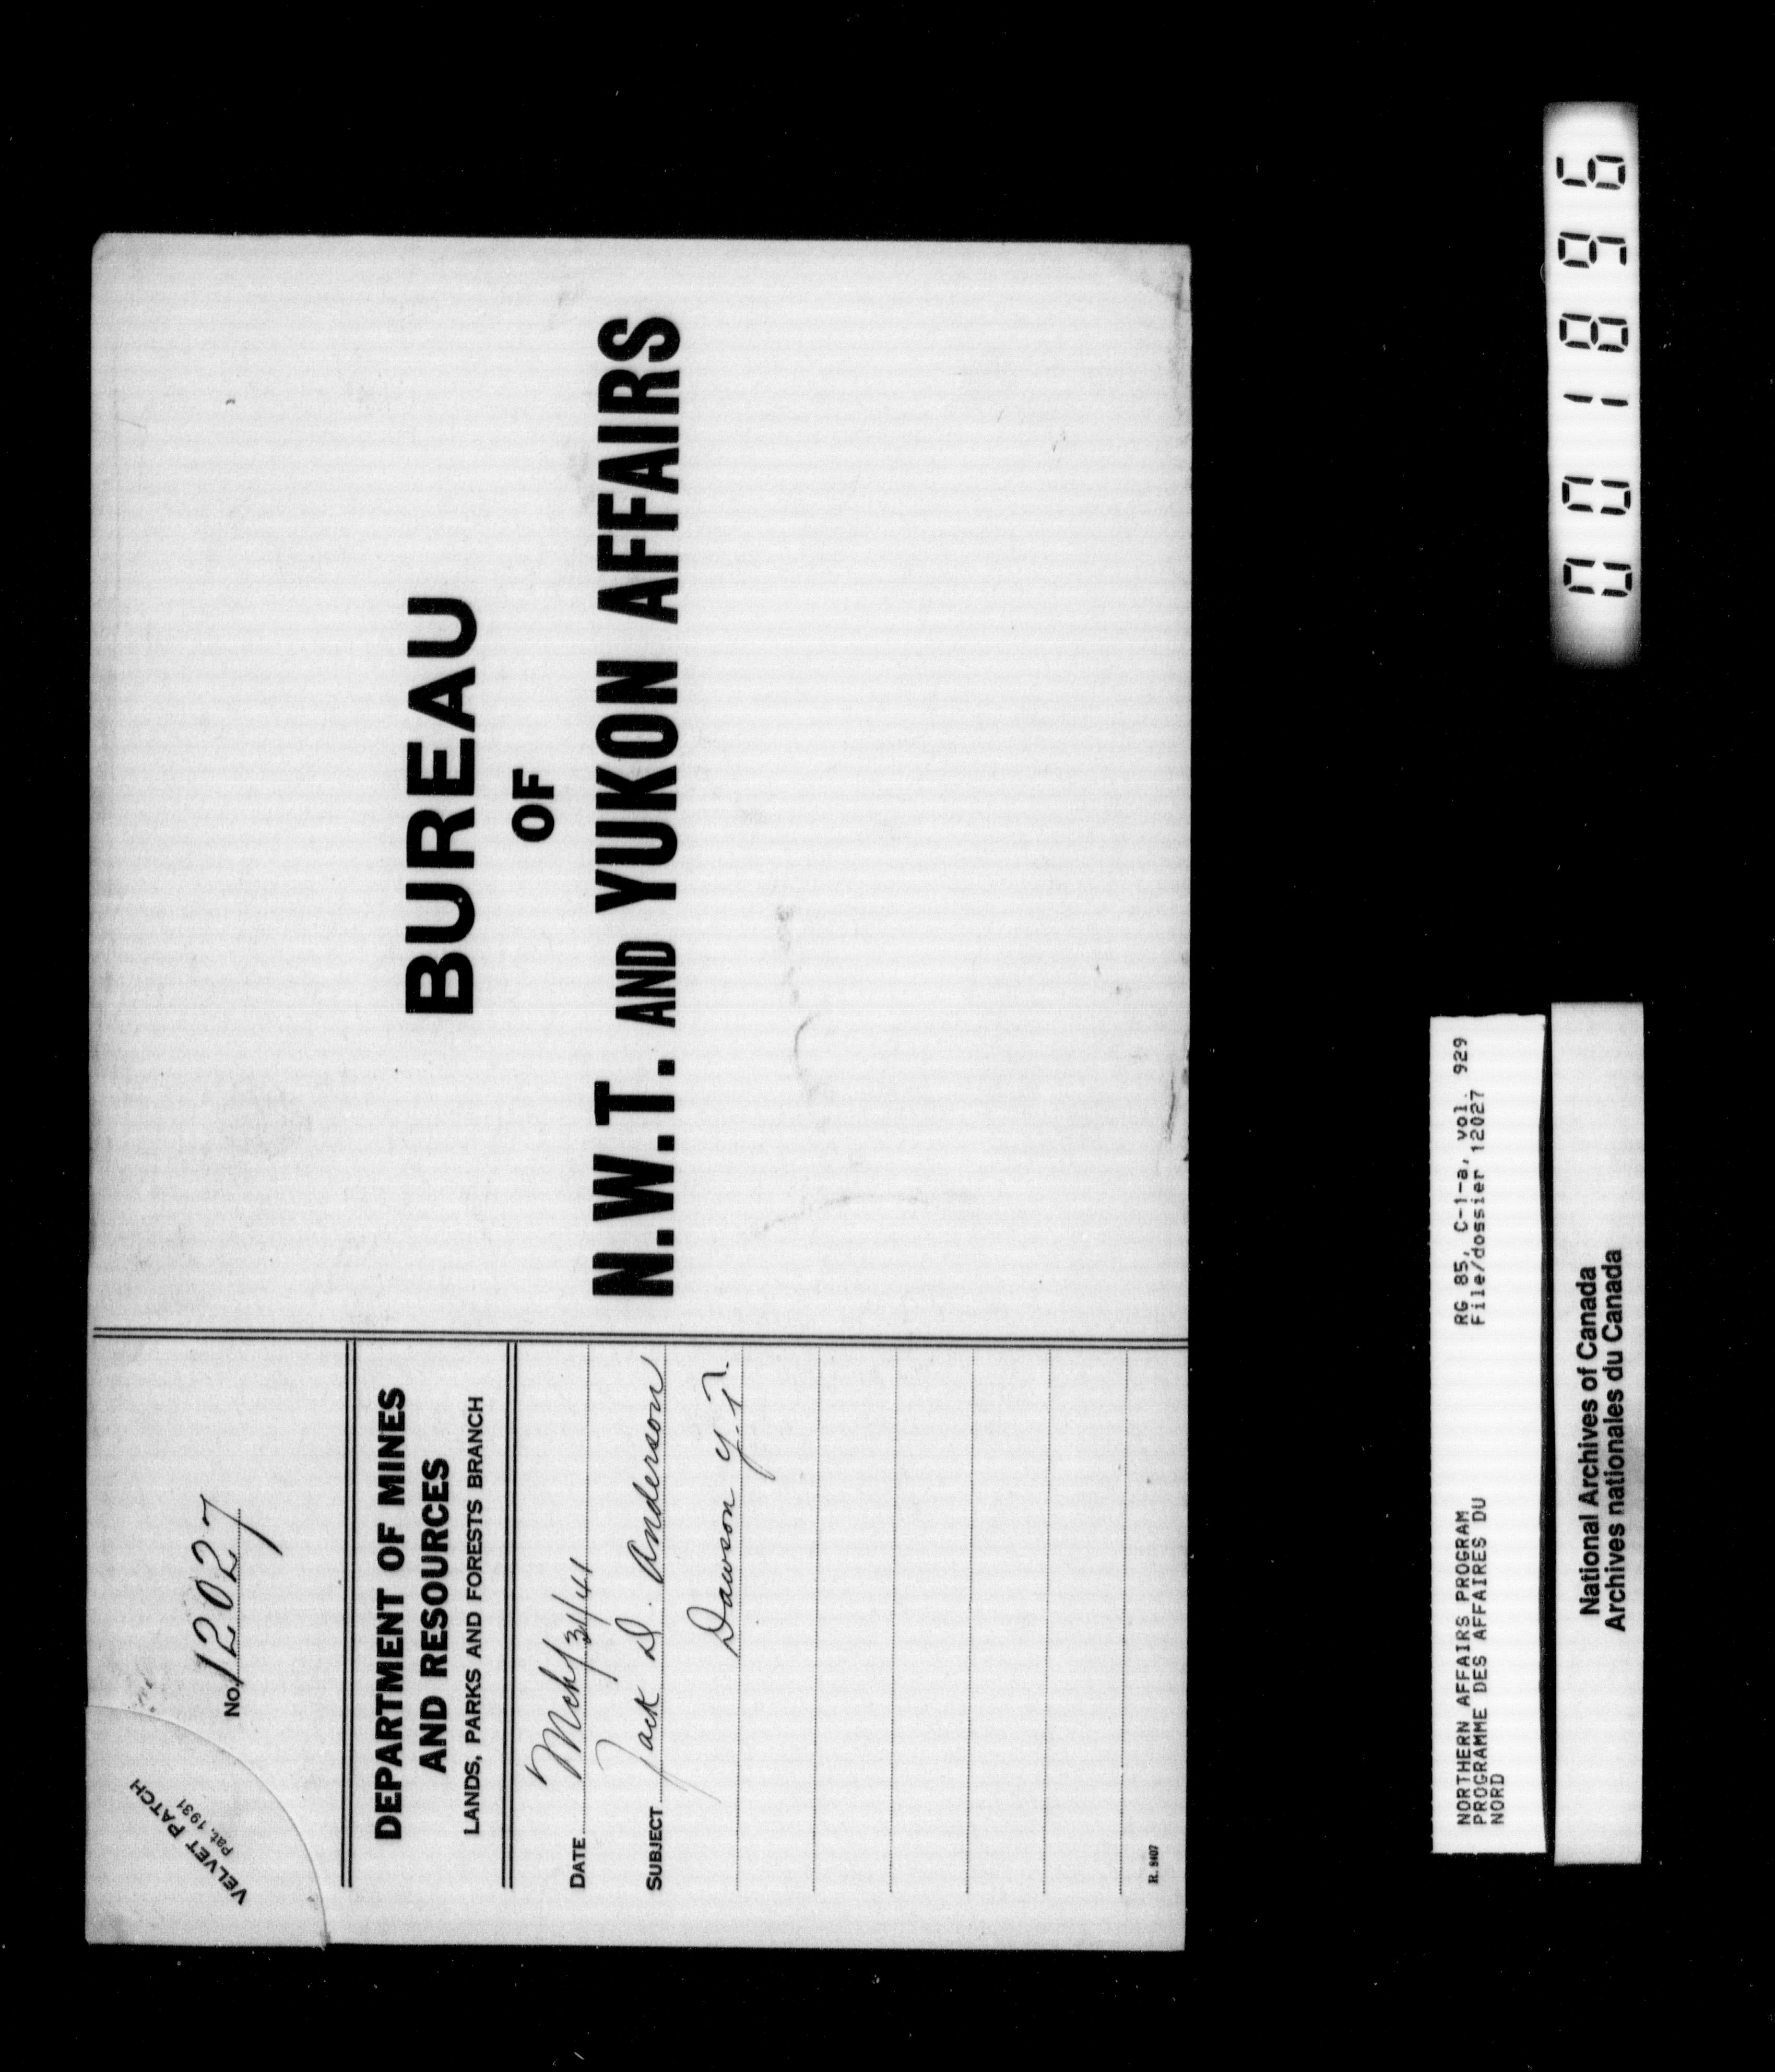 VELVET PATCH
Pat. 1931
No. 12027
DEPARTMENT OF MINES
AND RESOURCES
LANDS, PARKS AND FORESTS BRANCH
DATE Mch/31/41
SUBJECT Jack D. Anderson
Dawson Y.T.
R. 8407
BUREAU
OF
N.W.T. AND YUKON AFFAIRS
NORTHERN AFFAIRS PROGRAM
PROGRAMME DES AFFAIRES DU
NORD
RG 85, C-1-a, vol. 929
File/dossier 12027
National Archives of Canada
Archives nationales du Canada
001896